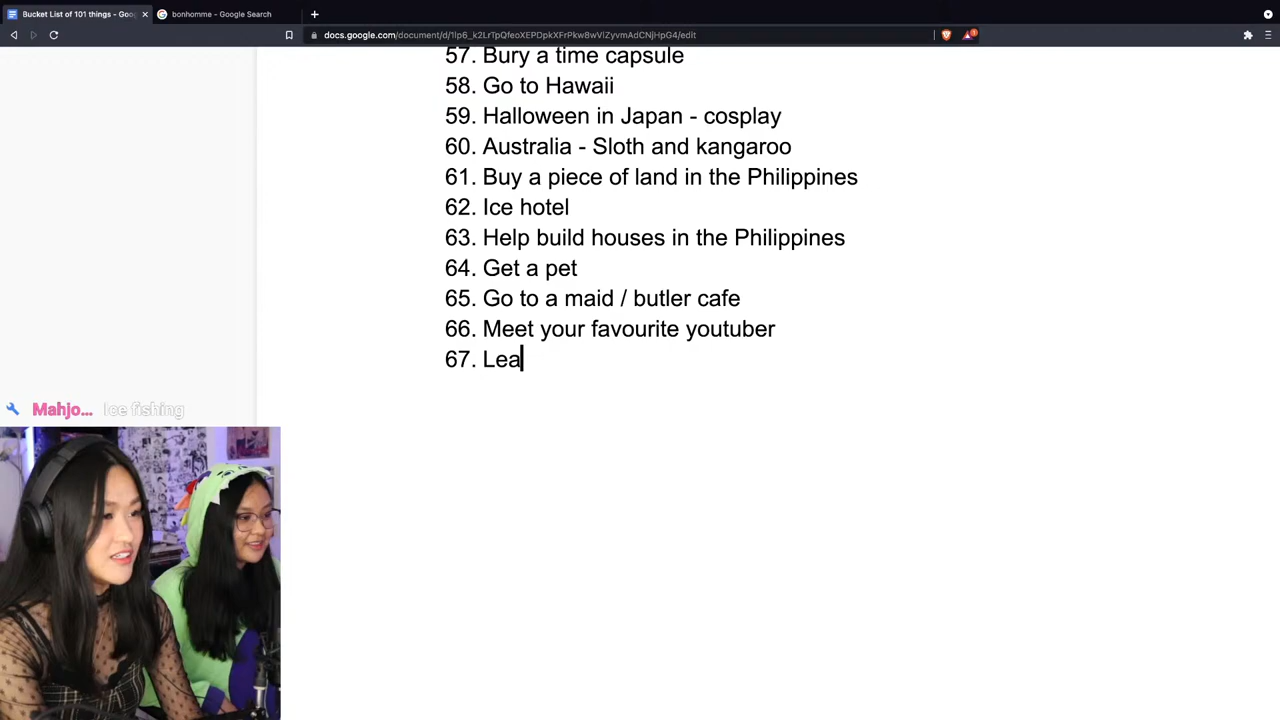 Bucket List of 101 things - Goo
bonhomme - Google Search
docs.google.com/document/d/1lp6_k2LrTpQfeoXEPDpkXFrPkw8wViZyvmAdCNjHpG4/edit
57. Bury a time capsule
58. Go to Hawaii
59. Halloween in Japan - cosplay
60. Australia - Sloth and kangaroo
61. Buy a piece of land in the Philippines
62. Ice hotel
63. Help build houses in the Philippines
64. Get a pet
65. Go to a maid / butler cafe
66. Meet your favourite youtuber
67. Lea
Mahjo... Ice fishing